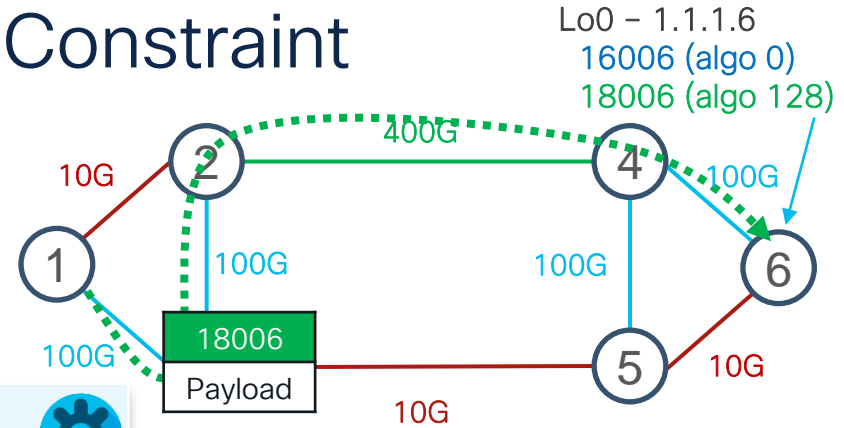 Constraint
Lo0 – 1.1.1.6
16006 (algo 0)
18006 (algo 128)
400G
10G
2
4
100G
1
100G
100G
6
18006
100G
Payload
5
10G
10G